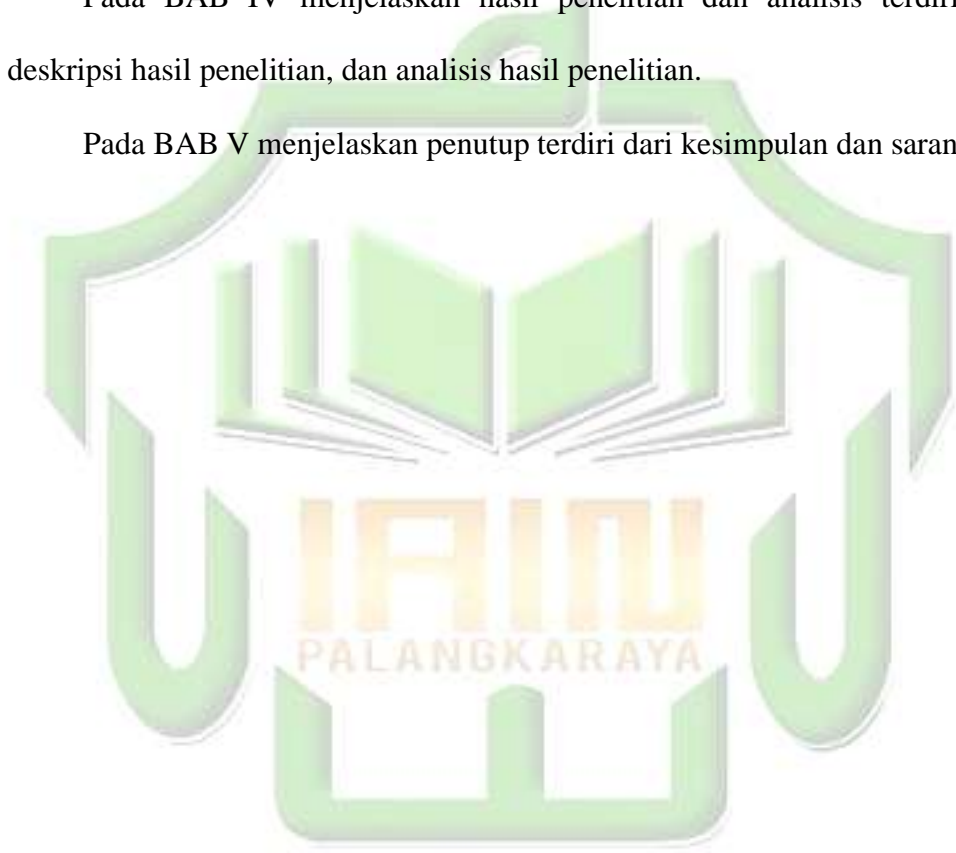 Pada BAB IV menjelaskan hasil penelitian dan analisis terdiri
deskripsi hasil penelitian, dan analisis hasil penelitian.
Pada BAB V menjelaskan penutup terdiri dari kesimpulan dan saran
IAIN
PALANGKARAYA